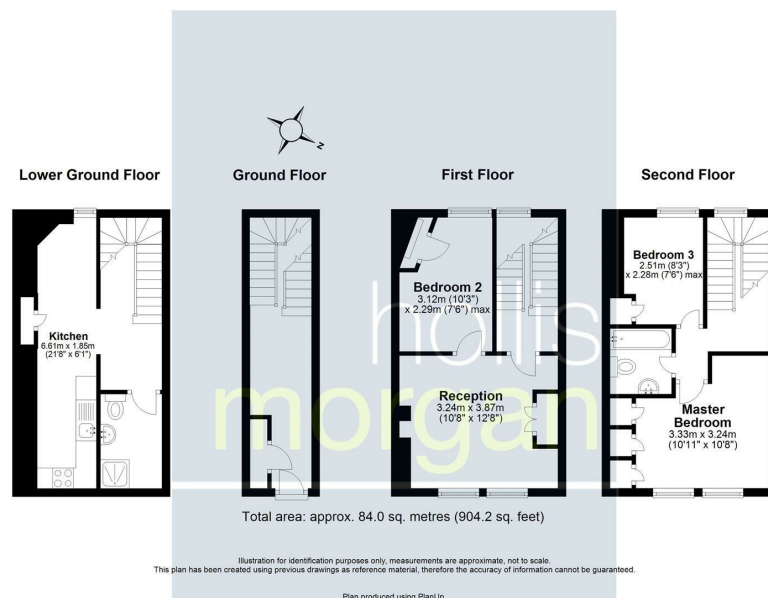 Lower Ground Floor
Ground Floor
First Floor
Second Floor
N
Kitchen
6.61m x 1.85m
(21'8" x 6'1")
Bedroom 2
3.12m (10'3")
x 2.29m (7'6") max
Reception
3.24m x 3.87m
(10'8" x 12'8")
Bedroom 3
2.51m (8'3")
x 2.28m (7'6") max
Master
Bedroom
3.33m x 3.24m
(10'11" x 10'8")
hollis
morgan
Total area: approx. 84.0 sq. metres (904.2 sq. feet)
Illustration for identification purposes only, measurements are approximate, not to scale.
This plan has been created using previous drawings as reference material, therefore the accuracy of information cannot be guaranteed.
Plan produced using PlanUp.